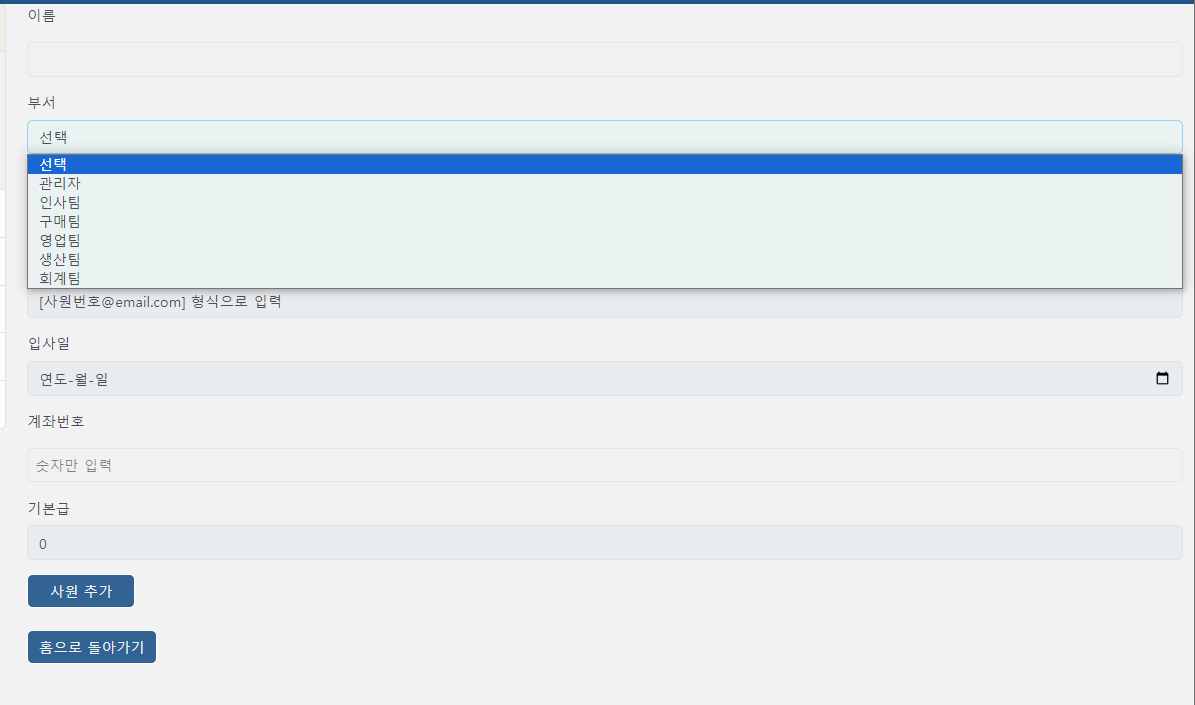 이름
부서
선택
선택
관리자
인사팀
구매팀
영업팀
생산팀
회계팀
[사원번호@email.com] 형식으로 입력
입사일
연도-월-일
계좌번호
숫자만 입력
기본급
0
사원 추가
홈으로 돌아가기